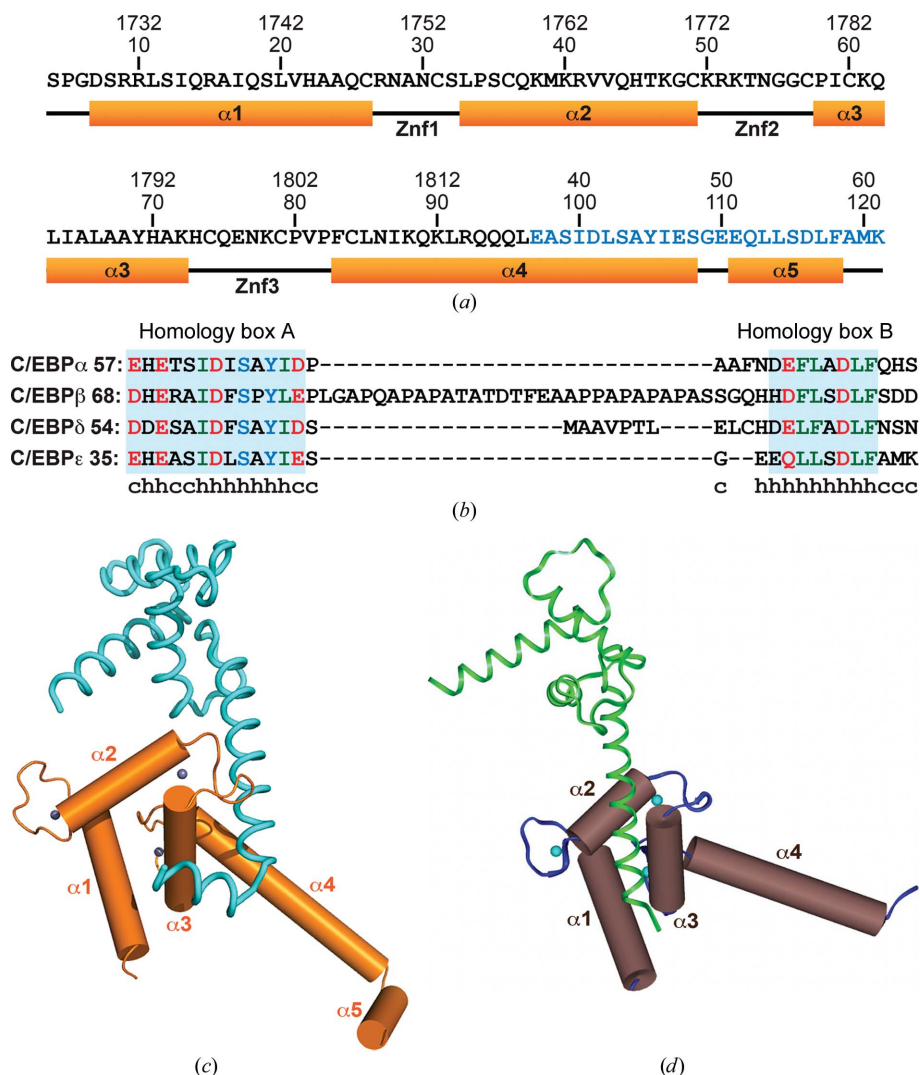 1732 1742 1752 1762 1772 1782
10 20 30 40 50 60
SPGDSRRLSIQRAIQSLVHAAQCRNANCSLPSCQKMKRVVQHTKGCKRKTNGGCPICKQ
α1 Znf1 α2 Znf2 α3
1792 1802 1812 40 50 60
70 80 90 100 110 120
LIALAAYHAKHCQENKCPVPFCLNIKQKLRQQQLEASIDLSAYIESGEEQLLSDLFAMK
α3 Znf3 α4 α5
(a)
Homology box A Homology box B
C/EBPα 57: EHETSIDISAYIDP-----------------------------AAFNDEFLADLFQHS
C/EBPβ 68: DHERAIDFSPYLEPLGAPQAPAPATATDTFEAAPPAPAPAPASSGQHHDFLSDLFSDD
C/EBPδ 54: DDESAIDFSAYIDS------------------MAAVPTL----ELCHDELFADLFNSN
C/EBPε 35: EHEASIDLSAYIES-----------------------------G--EEQLLSDLFAMK
chhcchhhhhhhcc c hhhhhhhhhccc
(b)
α2
α1
α3
α4
α5
(c)
α2
α4
α1
α3
(d)